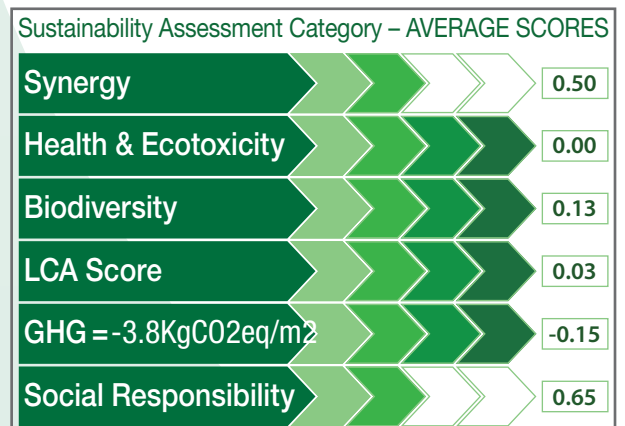 Sustainability Assessment Category – AVERAGE SCORES
Synergy 0.50
Health & Ecotoxicity 0.00
Biodiversity 0.13
LCA Score 0.03
GHG =-3.8KgCO2eq/m2 -0.15
Social Responsibility 0.65